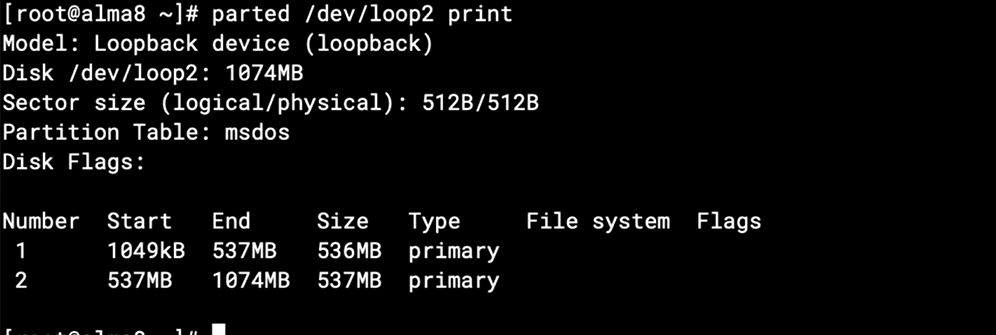 [root@alma8 ~]# parted /dev/loop2 print
Model: Loopback device (loopback)
Disk /dev/loop2: 1074MB
Sector size (logical/physical): 512B/512B
Partition Table: msdos
Disk Flags:
Number  Start   End     Size    Type     File system  Flags
 1      1049kB  537MB   536MB   primary
 2      537MB   1074MB  537MB   primary
[root@alma8 ~]#